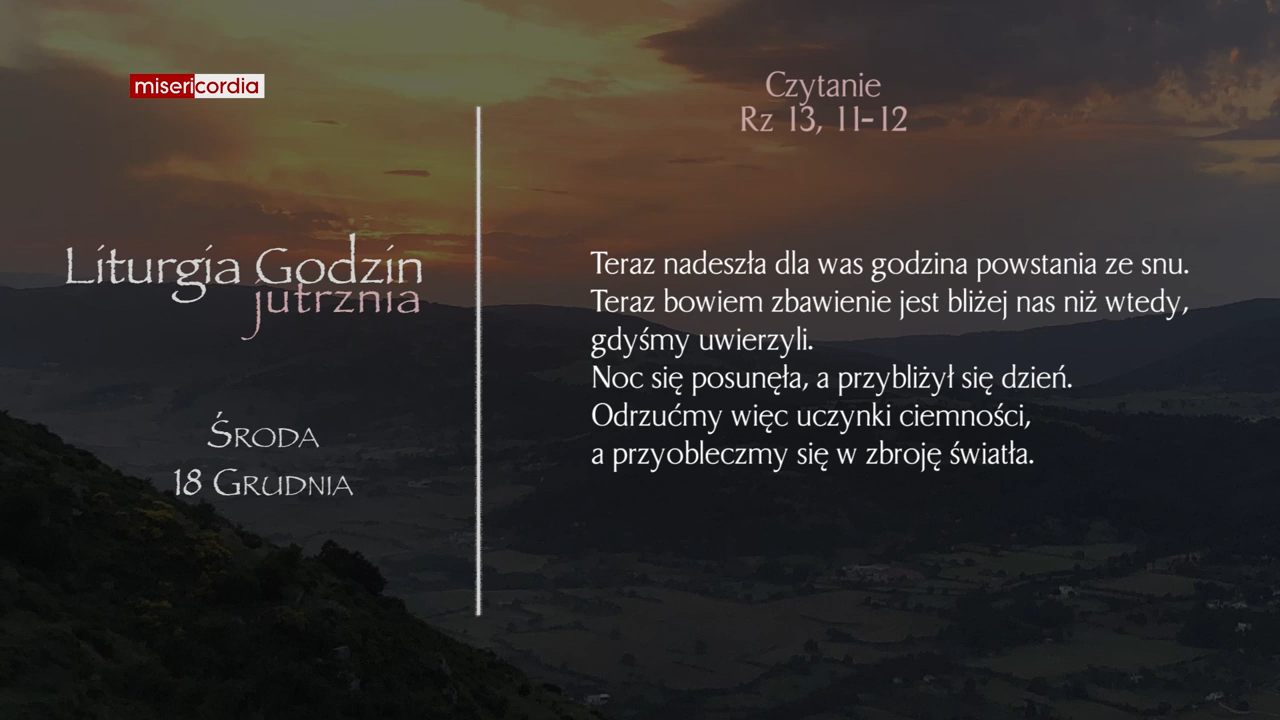 misericordia
Liturgia Godzin
jutrznia
Środa
18 Grudnia
Czytanie
Rz 13, 11-12
Teraz nadeszła dla was godzina powstania ze snu.
Teraz bowiem zbawienie jest bliżej nas niż wtedy,
gdyśmy uwierzyli.
Noc się posunęła, a przybliżył się dzień.
Odrzućmy więc uczynki ciemności,
a przyobleczmy się w zbroję światła.